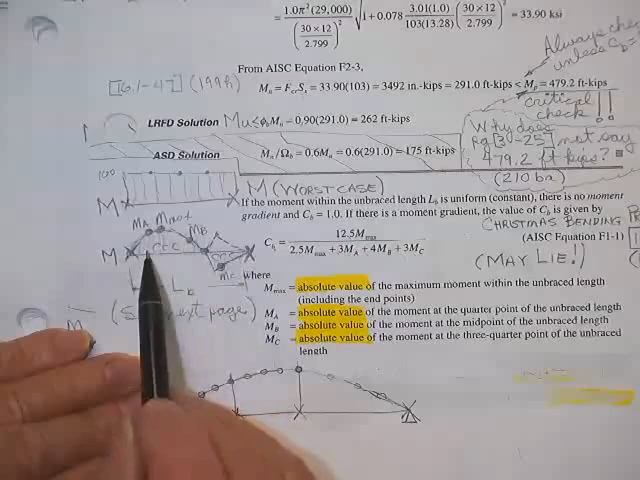 = 1.0π²(29,000) / (30 × 12 / 2.799)² √1 + 0.078 3.01(1.0) / 103(13.28) (30 × 12 / 2.799)² = 33.90 ksi
Always check
unless Cb =
From AISC Equation F2-3,
[16.1-47] (1998)
Mn = FcrSx = 33.90(103) = 3492 in.-kips = 291.0 ft-kips < Mp = 479.2 ft-kips
critical check!!
LRFD Solution Mu ≤ ϕbMn = 0.90(291.0) = 262 ft-kips
Why does
pg [30-25] not say
479.2 ft kips?
ASD Solution Mn/Ωb = 0.6Mn = 0.6(291.0) = 175 ft-kips
100
M (WORST CASE)
M
If the moment within the unbraced length Lb is uniform (constant), there is no moment
gradient and Cb = 1.0. If there is a moment gradient, the value of Cb is given by
CHRISTMAS BENDING PR
MA Mmax
MB
M
Cb = 12.5Mmax / 2.5Mmax + 3MA + 4MB + 3MC
(AISC Equation F1-1)
(MAY LIE!)
MC
Lb
where
Mmax = absolute value of the maximum moment within the unbraced length
(including the end points)
next page)
M
MA = absolute value of the moment at the quarter point of the unbraced length
MB = absolute value of the moment at the midpoint of the unbraced length
MC = absolute value of the moment at the three-quarter point of the unbraced
length